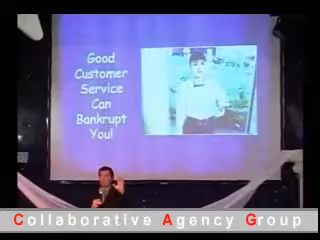 Good
Customer
Service
Can
Bankrupt
You!
Collaborative Agency Group